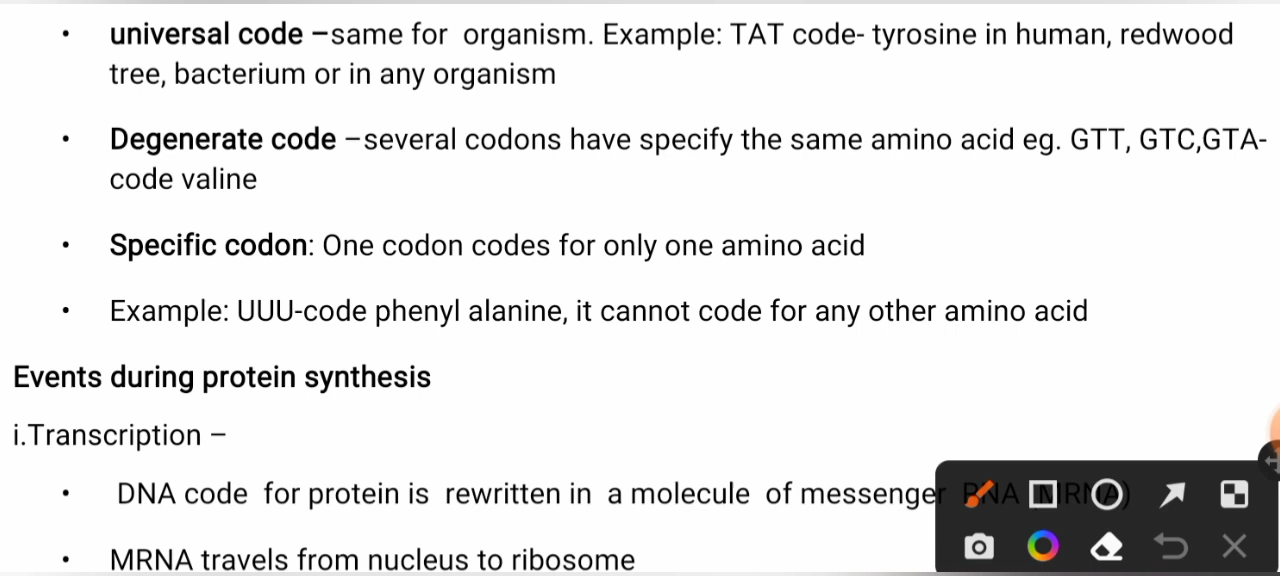 • universal code –same for organism. Example: TAT code- tyrosine in human, redwood
tree, bacterium or in any organism
• Degenerate code –several codons have specify the same amino acid eg. GTT, GTC,GTA-
code valine
• Specific codon: One codon codes for only one amino acid
• Example: UUU-code phenyl alanine, it cannot code for any other amino acid
Events during protein synthesis
i.Transcription –
• DNA code for protein is rewritten in a molecule of messenger RNA (MRNA)
• MRNA travels from nucleus to ribosome